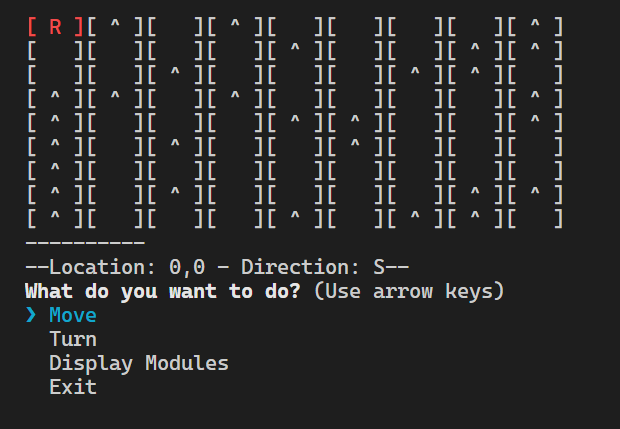 [ R ][ ^ ][   ][ ^ ][   ][   ][   ][   ][ ^ ]
[   ][   ][   ][   ][ ^ ][   ][   ][ ^ ][ ^ ]
[   ][   ][ ^ ][   ][   ][   ][ ^ ][ ^ ][   ]
[ ^ ][ ^ ][   ][ ^ ][   ][   ][   ][   ][ ^ ]
[ ^ ][   ][   ][   ][ ^ ][ ^ ][   ][   ][ ^ ]
[ ^ ][   ][ ^ ][   ][   ][ ^ ][   ][   ][   ]
[ ^ ][   ][   ][   ][   ][   ][   ][   ][   ]
[ ^ ][   ][ ^ ][   ][   ][   ][   ][ ^ ][ ^ ]
[ ^ ][   ][   ][   ][ ^ ][   ][ ^ ][ ^ ][   ]
----------
--Location: 0,0 - Direction: S--
What do you want to do? (Use arrow keys)
❯ Move
  Turn
  Display Modules
  Exit